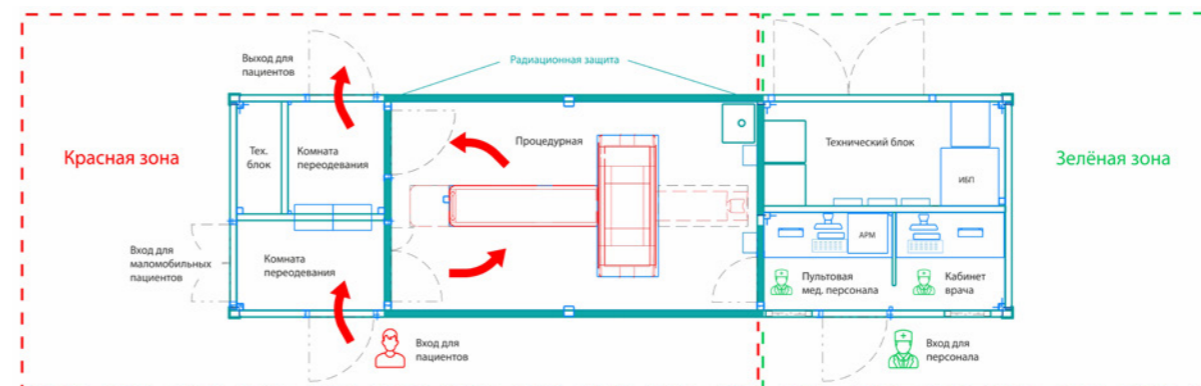 Выход для
пациентов
Радиационная защита
Красная зона
Тех.
блок
Комната
переодевания
Процедурная
Технический блок
ИБП
Зелёная зона
Вход для
маломобильных
пациентов
Комната
переодевания
АРМ
Пультовая
мед. персонала
Кабинет
врача
Вход для
пациентов
Вход для
персонала